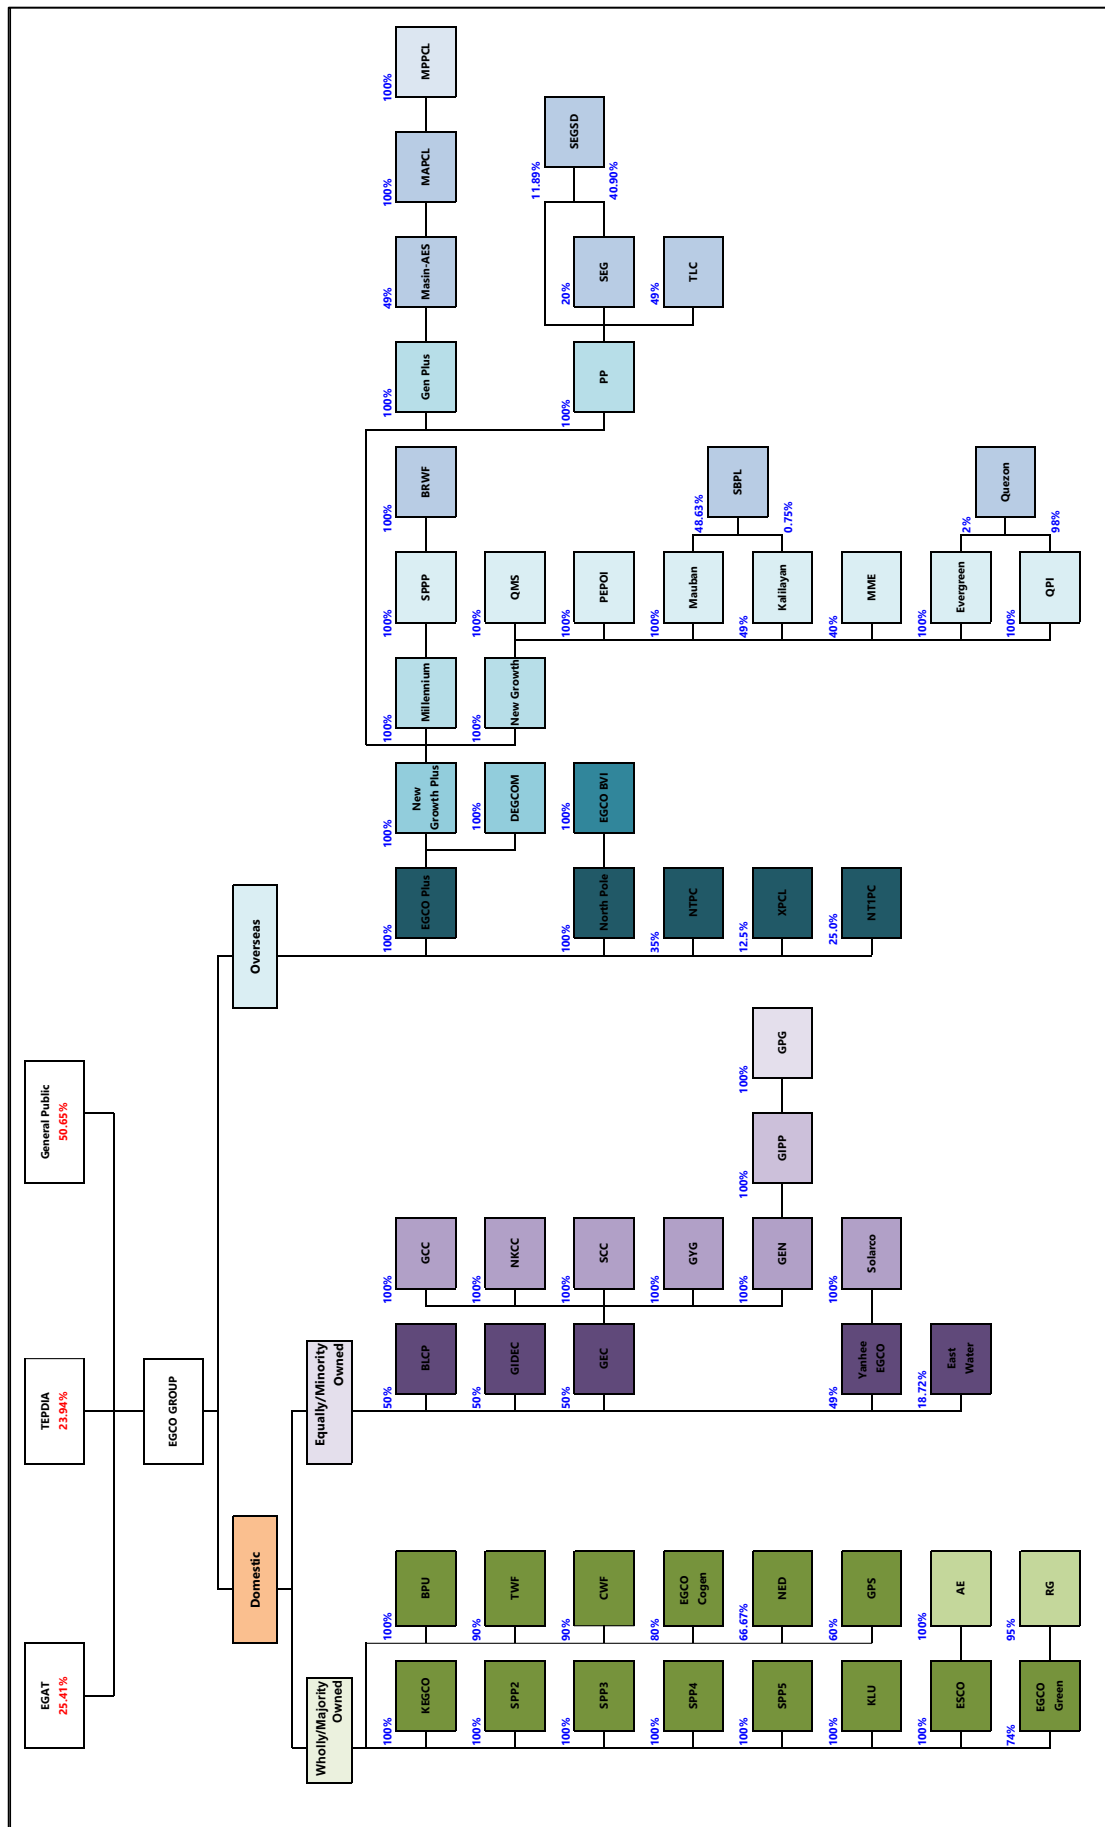 EGAT
25.41%
TEPDIA
23.94%
General Public
50.65%
EGCO GROUP
Domestic
Overseas
Wholly/Majority
Owned
Equally/Minority
Owned
100%
KEGCO
100%
SPP2
100%
SPP3
100%
SPP4
100%
SPP5
100%
KLU
100%
ESCO
74%
EGCO
Green
100%
BPU
90%
TWF
90%
CWF
80%
EGCO
Cogen
66.67%
NED
60%
GPS
100%
AE
95%
RG
50%
BLCP
50%
GIDEC
50%
GEC
49%
Yanhee
EGCO
18.72%
East
Water
100%
GCC
100%
NKCC
100%
SCC
100%
GYG
100%
GEN
100%
Solarco
100%
GIPP
100%
GPG
100%
EGCO Plus
100%
North Pole
35%
NTPC
12.5%
XPCL
25.0%
NT1PC
100%
New
Growth Plus
100%
DEGCOM
100%
EGCO BVI
100%
Millennium
100%
New Growth
100%
SPPP
100%
QMS
100%
PEPOI
100%
Mauban
49%
Kalilayan
40%
MME
100%
Evergreen
100%
QPI
100%
BRWF
48.63%
0.75%
SBPL
2%
98%
Quezon
100%
Gen Plus
100%
PP
49%
Masin-AES
20%
SEG
49%
TLC
100%
MAPCL
11.89%
40.90%
SEGSD
100%
MPPCL